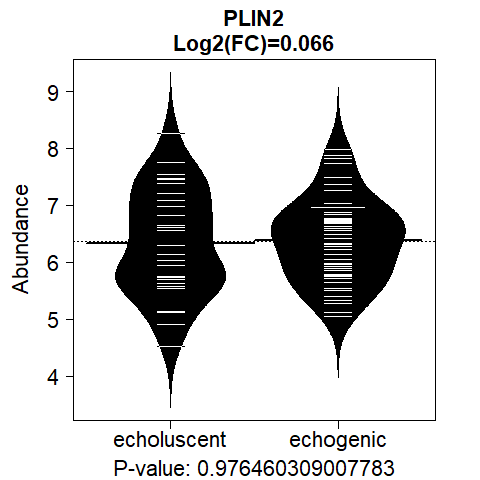 PLIN2
Log2(FC)=0.066
Abundance
9
8
7
6
5
4
echoluscent echogenic
P-value: 0.976460309007783